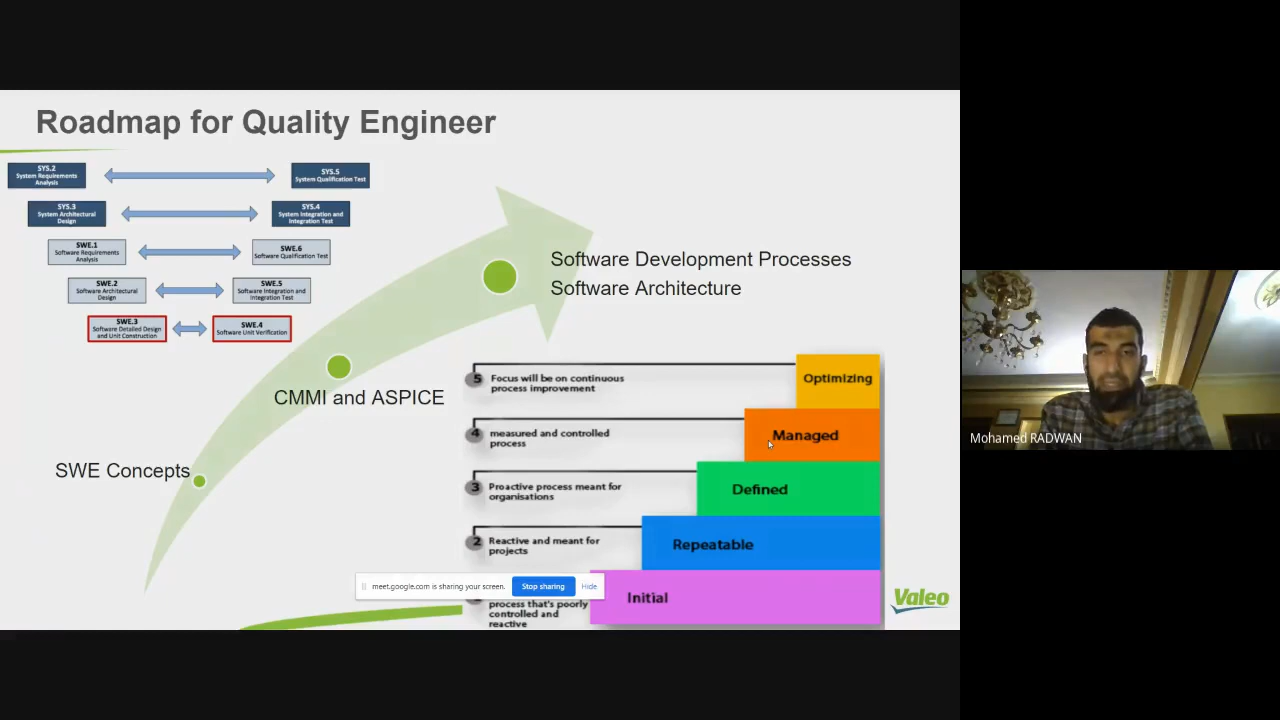 Roadmap for Quality Engineer
SYS.2
System Requirements
Analysis
SYS.5
System Qualification Test
SYS.3
System Architectural
Design
SYS.4
System Integration and
Integration Test
SWE.1
Software Requirements
Analysis
SWE.6
Software Qualification Test
SWE.2
Software Architectural
Design
SWE.5
Software Integration and
Integration Test
SWE.3
Software Detailed Design
and Unit Construction
SWE.4
Software Unit Verification
Software Development Processes
Software Architecture
CMMI and ASPICE
SWE Concepts
5
Focus will be on continuous
process improvement
Optimizing
4
measured and controlled
process
Managed
3
Proactive process meant for
organisations
Defined
2
Reactive and meant for
projects
Repeatable
process that's poorly
controlled and
reactive
Initial
meet.google.com is sharing your screen.
Stop sharing
Hide
Valeo
Mohamed RADWAN